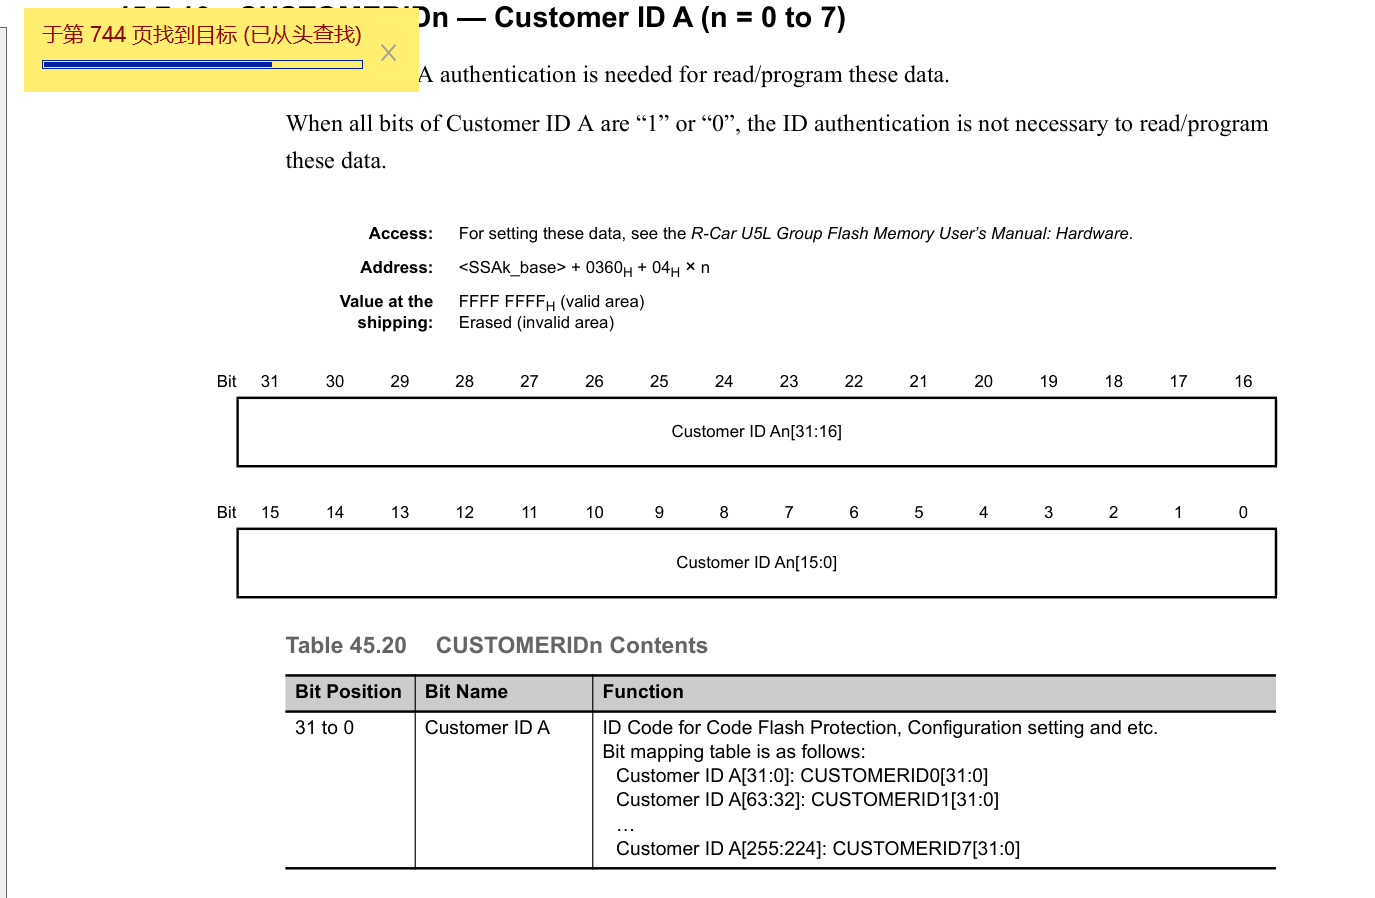 Dn — Customer ID A (n = 0 to 7)
于第 744 页找到目标 (已从头查找)
A authentication is needed for read/program these data.
When all bits of Customer ID A are “1” or “0”, the ID authentication is not necessary to read/program
these data.
Access: For setting these data, see the R-Car U5L Group Flash Memory User’s Manual: Hardware.
Address: <SSAk_base> + 0360H + 04H × n
Value at the FFFF FFFFH (valid area)
shipping: Erased (invalid area)
Bit 31 30 29 28 27 26 25 24 23 22 21 20 19 18 17 16
Customer ID An[31:16]
Bit 15 14 13 12 11 10 9 8 7 6 5 4 3 2 1 0
Customer ID An[15:0]
Table 45.20 CUSTOMERIDn Contents
Bit Position Bit Name Function
31 to 0 Customer ID A ID Code for Code Flash Protection, Configuration setting and etc.
Bit mapping table is as follows:
Customer ID A[31:0]: CUSTOMERID0[31:0]
Customer ID A[63:32]: CUSTOMERID1[31:0]
…
Customer ID A[255:224]: CUSTOMERID7[31:0]